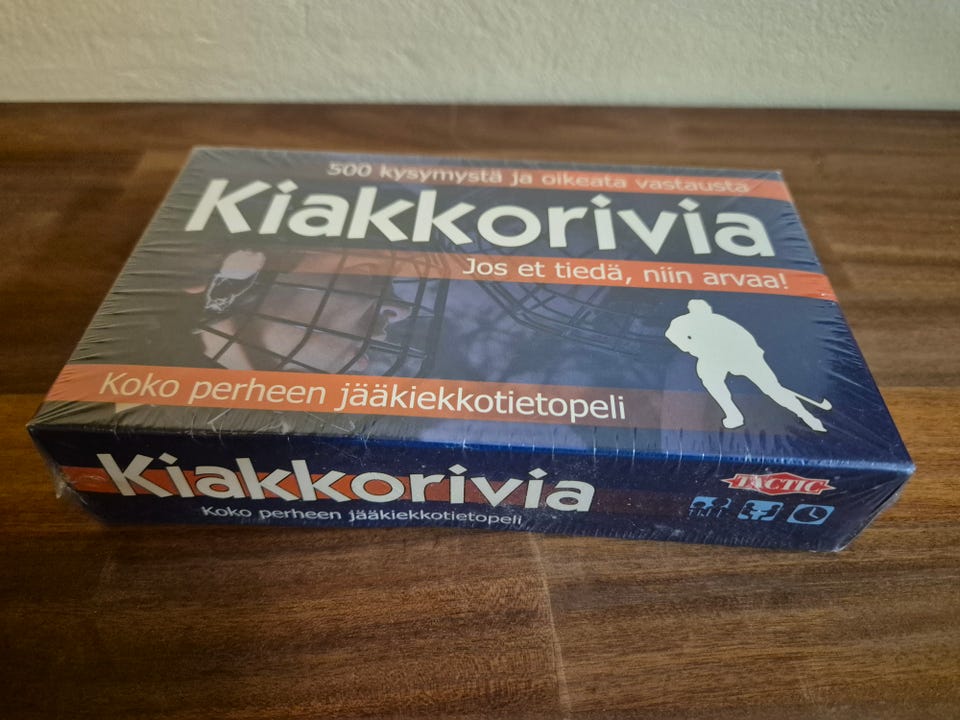 500 kysymystä ja oikeata vastausta
Kiakkorivia
Jos et tiedä, niin arvaa!
Koko perheen jääkiekkotietopeli
Kiakkorivia
Koko perheen jääkiekkotietopeli
TACTIC